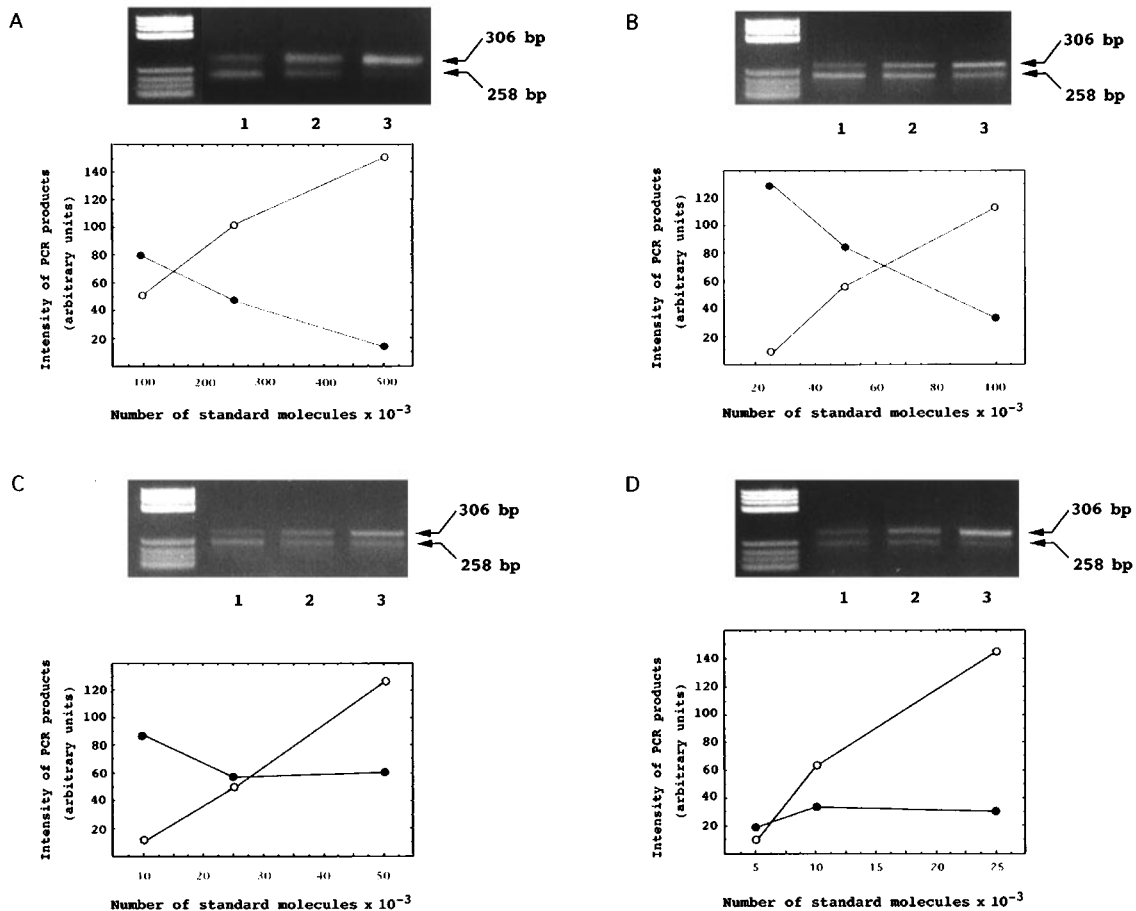 A
306 bp
258 bp
1 2 3
Intensity of PCR products
(arbitrary units)
140
120
100
80
60
40
20
100 200 300 400 500
Number of standard molecules x 10⁻³
B
306 bp
258 bp
1 2 3
Intensity of PCR products
(arbitrary units)
120
100
80
60
40
20
20 40 60 80 100
Number of standard molecules x 10⁻³
C
306 bp
258 bp
1 2 3
Intensity of PCR products
(arbitrary units)
120
100
80
60
40
20
10 20 30 40 50
Number of standard molecules x 10⁻³
D
306 bp
258 bp
1 2 3
Intensity of PCR products
(arbitrary units)
140
120
100
80
60
40
20
5 10 15 20 25
Number of standard molecules x 10⁻³